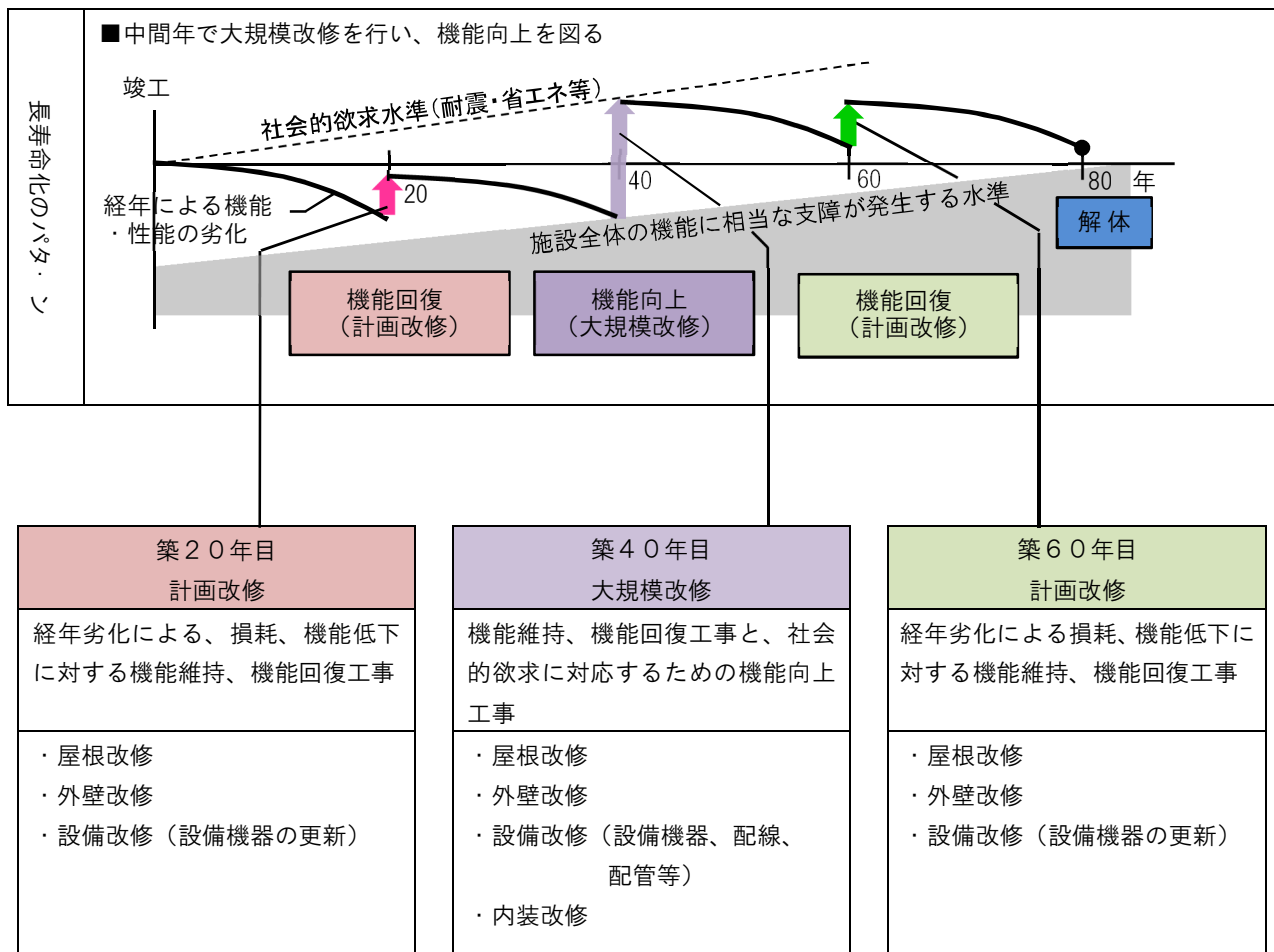 ■中間年で大規模改修を行い、機能向上を図る
長寿命化のパタ・ン
竣工
社会的欲求水準(耐震・省エネ等)
経年による機能
・性能の劣化
20
40
60
80
年
施設全体の機能に相当な支障が発生する水準
解体
機能回復
（計画改修）
機能向上
（大規模改修）
機能回復
（計画改修）
築２０年目
計画改修
経年劣化による、損耗、機能低下
に対する機能維持、機能回復工事
・屋根改修
・外壁改修
・設備改修（設備機器の更新）
築４０年目
大規模改修
機能維持、機能回復工事と、社会
的欲求に対応するための機能向上
工事
・屋根改修
・外壁改修
・設備改修（設備機器、配線、
配管等）
・内装改修
築６０年目
計画改修
経年劣化による損耗、機能低下に
対する機能維持、機能回復工事
・屋根改修
・外壁改修
・設備改修（設備機器の更新）